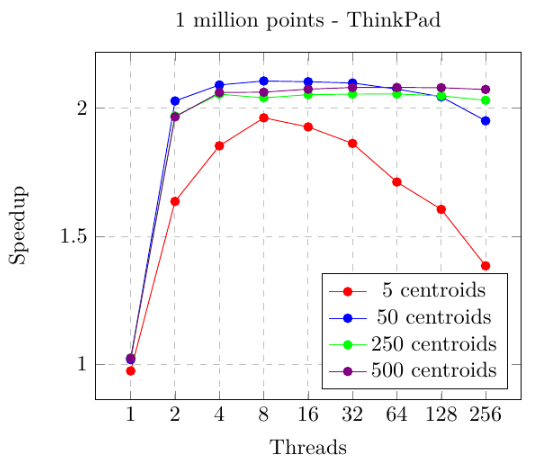 1 million points - ThinkPad
Speedup
2
1.5
1
5 centroids
50 centroids
250 centroids
500 centroids
1 2 4 8 16 32 64 128 256
Threads